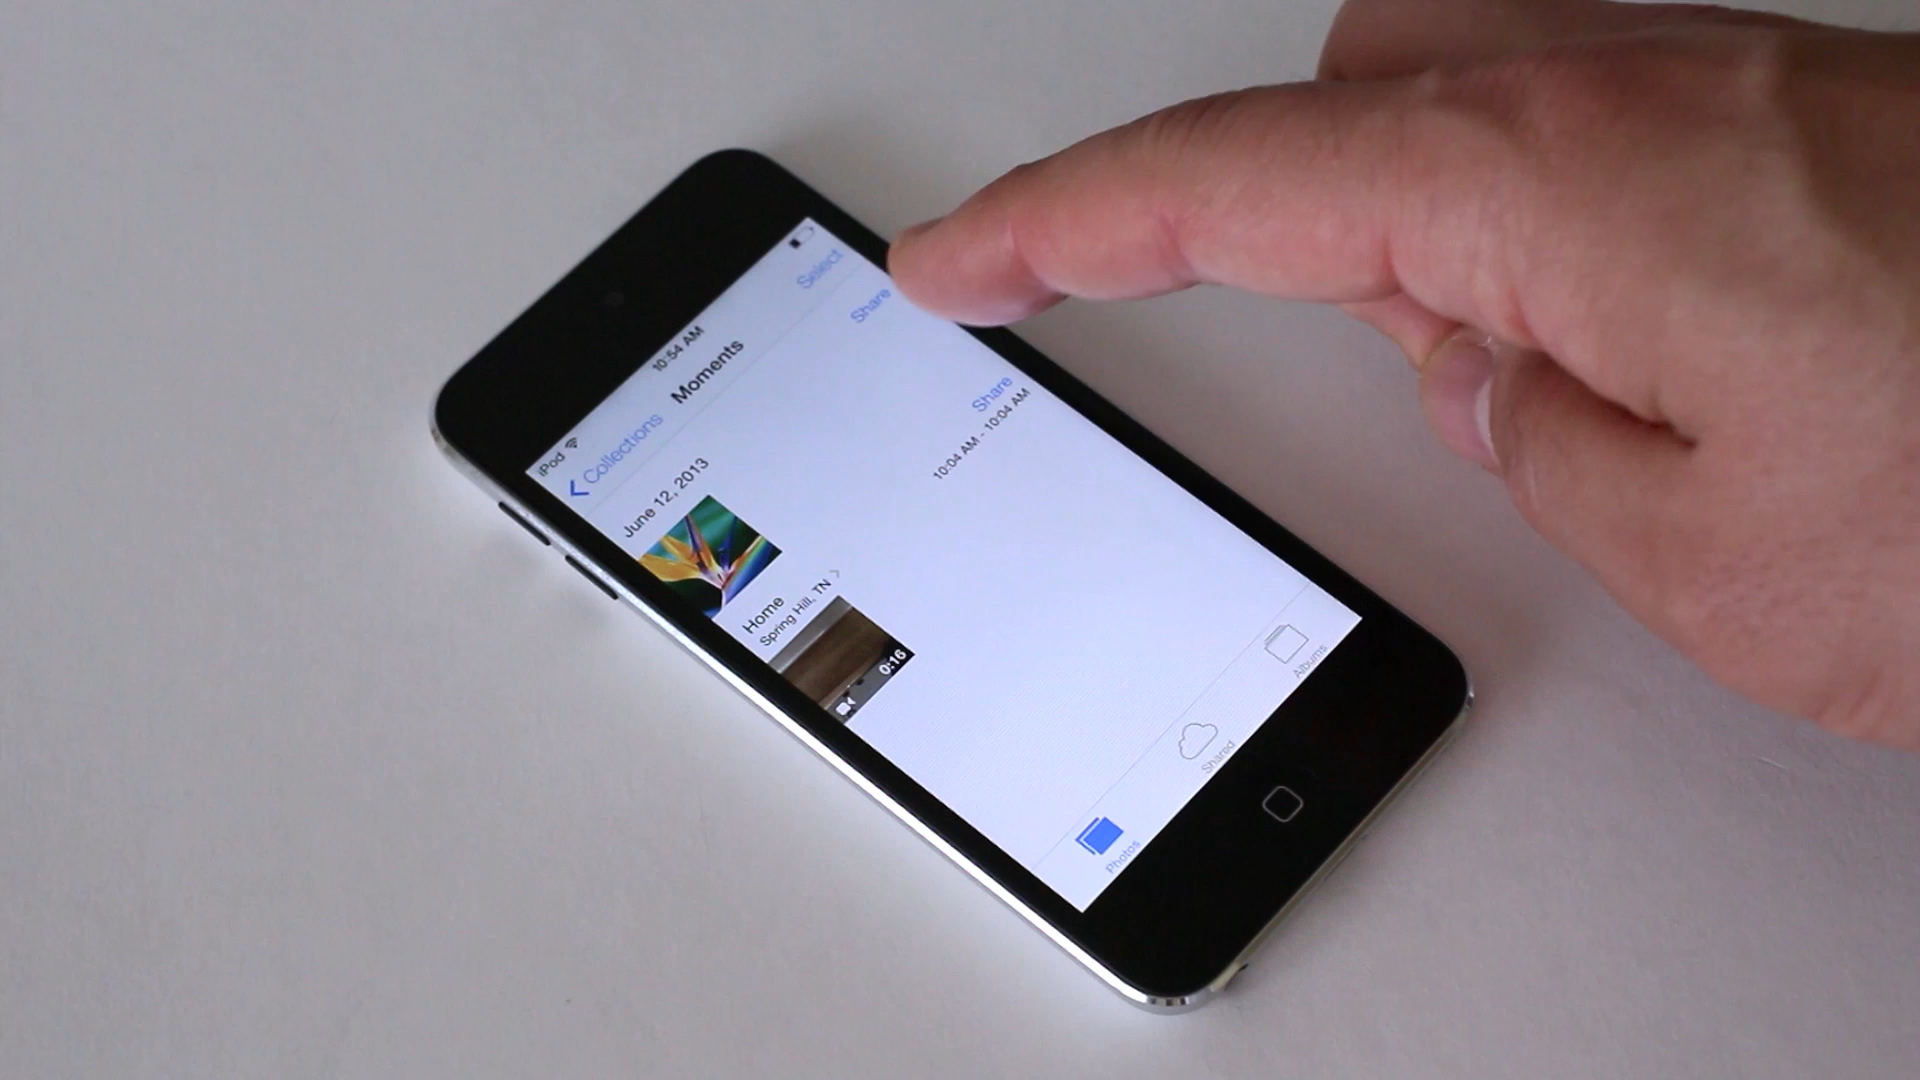 iPod 10:54 AM
Collections Moments Select
June 12, 2013 Share
Home Share
Spring Hill, TN 10:04 AM - 10:04 AM
0:16
Photos Shared Albums